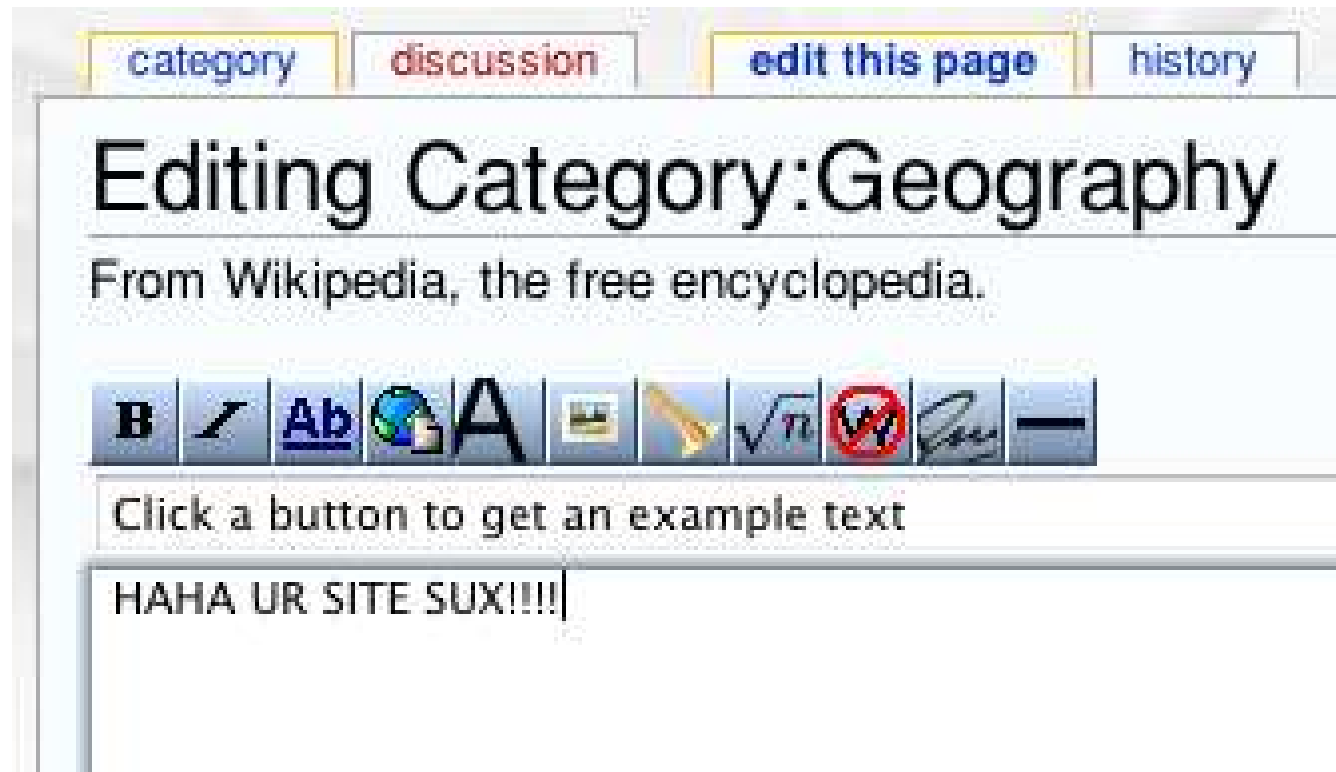 category discussion edit this page history
Editing Category:Geography
From Wikipedia, the free encyclopedia.
B I Ab A √n W
Click a button to get an example text
HAHA UR SITE SUX!!!!